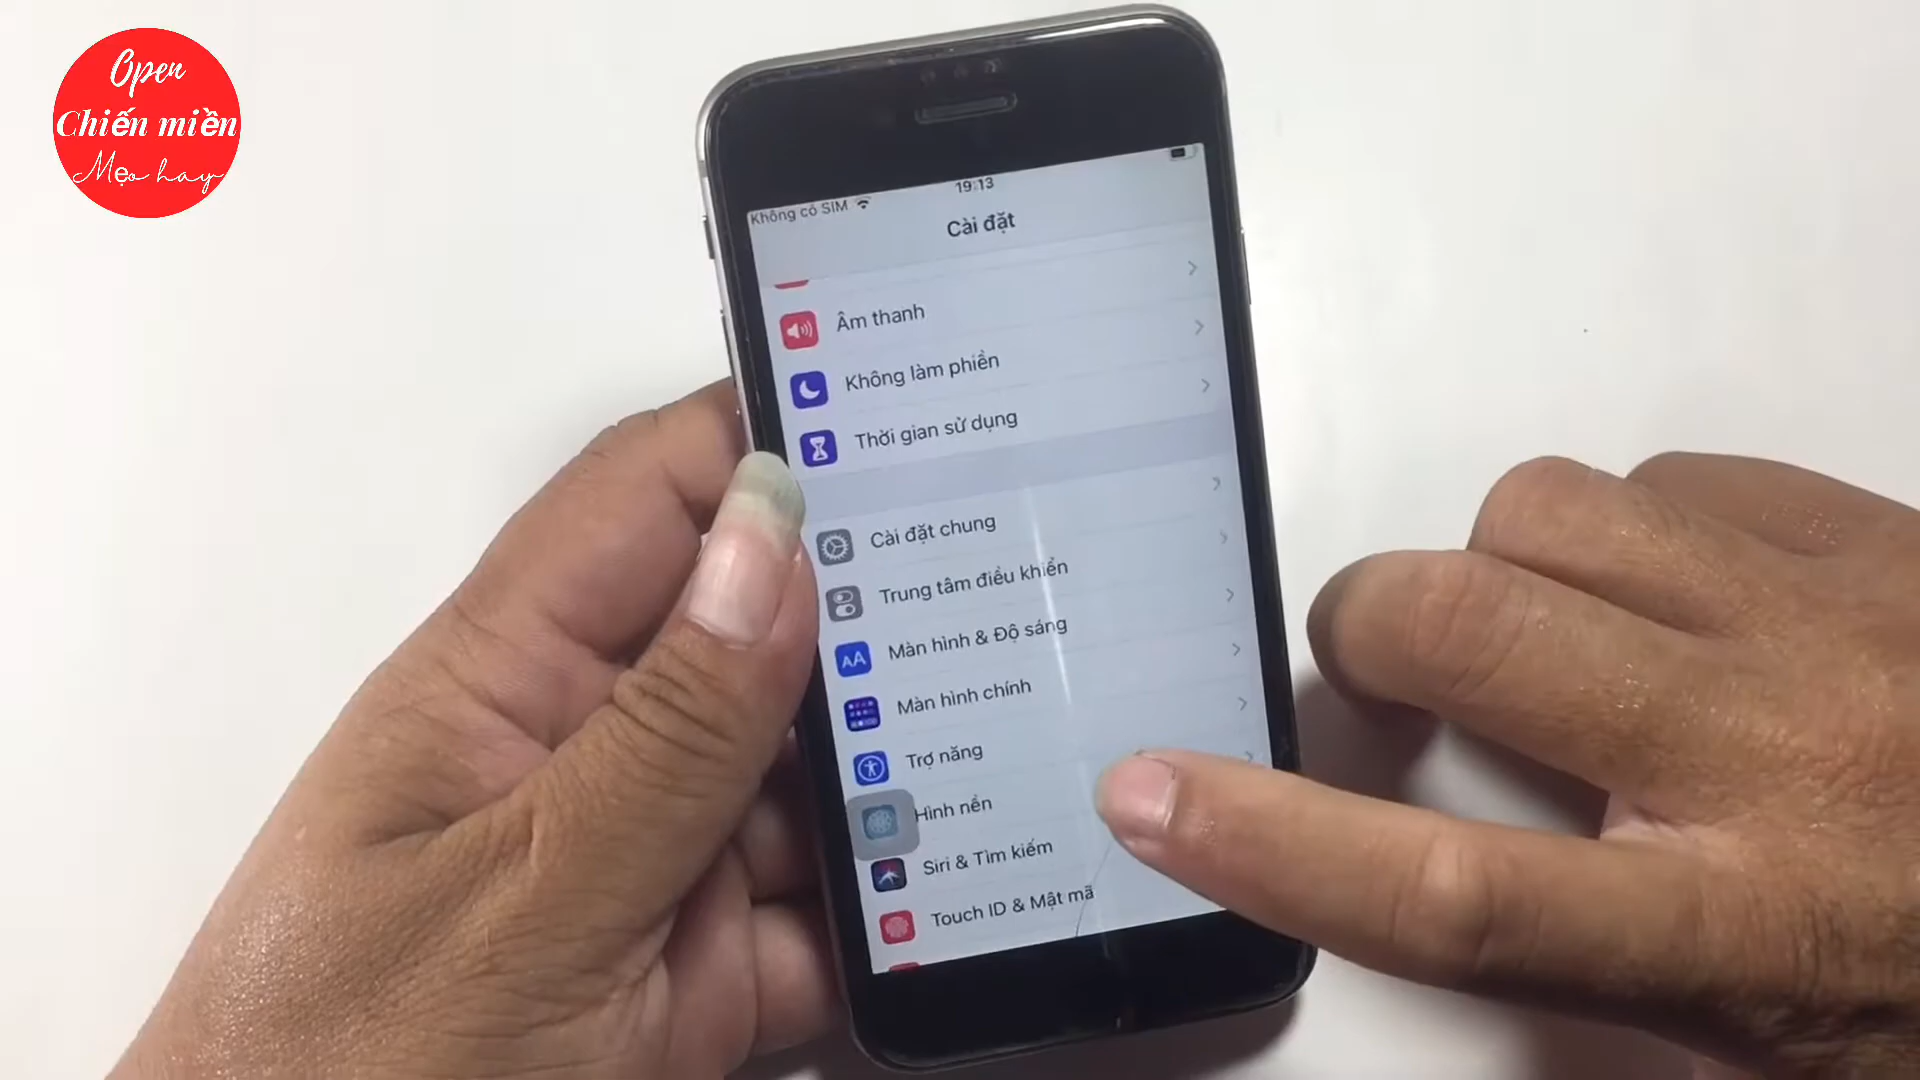 Open
Chiến miền
Mẹo hay
Không có SIM
19:13
Cài đặt
Âm thanh
Không làm phiền
Thời gian sử dụng
Cài đặt chung
Trung tâm điều khiển
AA
Màn hình & Độ sáng
Màn hình chính
Trợ năng
Hình nền
Siri & Tìm kiếm
Touch ID & Mật mã